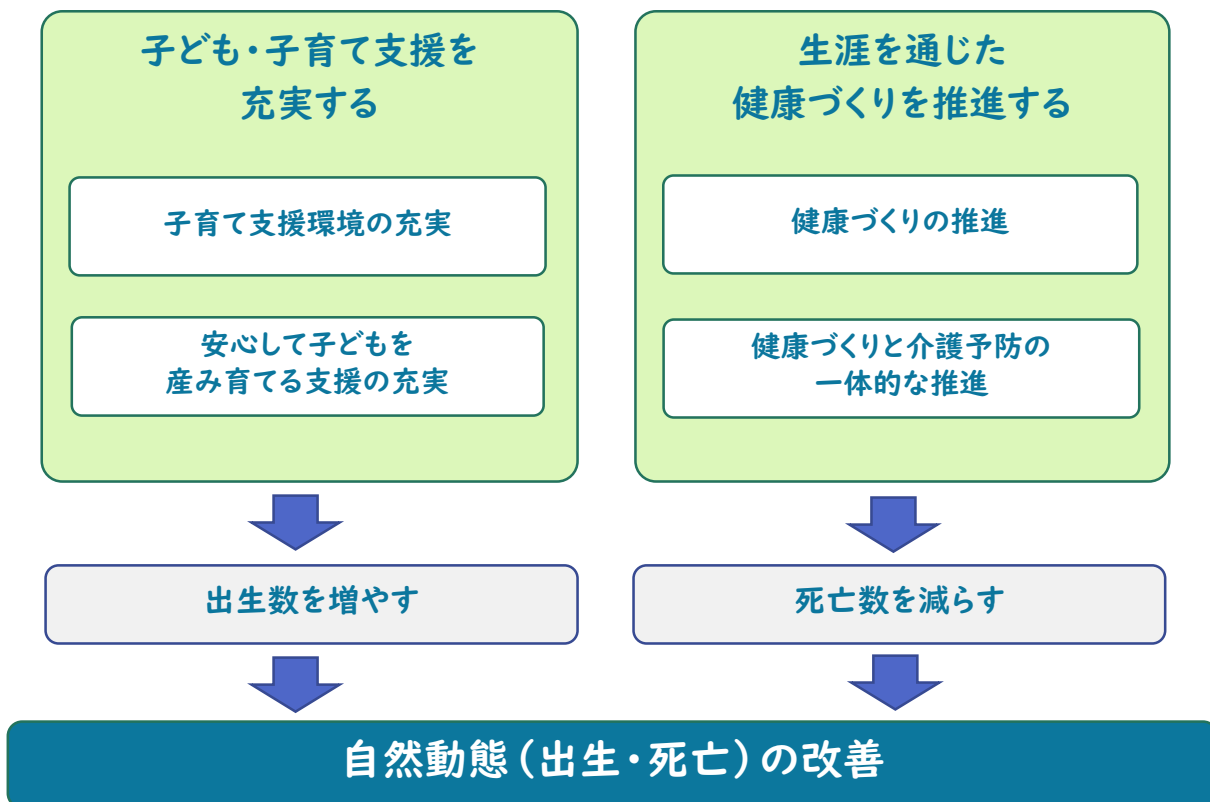 子ども・子育て支援を
充実する
子育て支援環境の充実
安心して子どもを
産み育てる支援の充実
出生数を増やす
生涯を通じた
健康づくりを推進する
健康づくりの推進
健康づくりと介護予防の
一体的な推進
死亡数を減らす
自然動態（出生・死亡）の改善